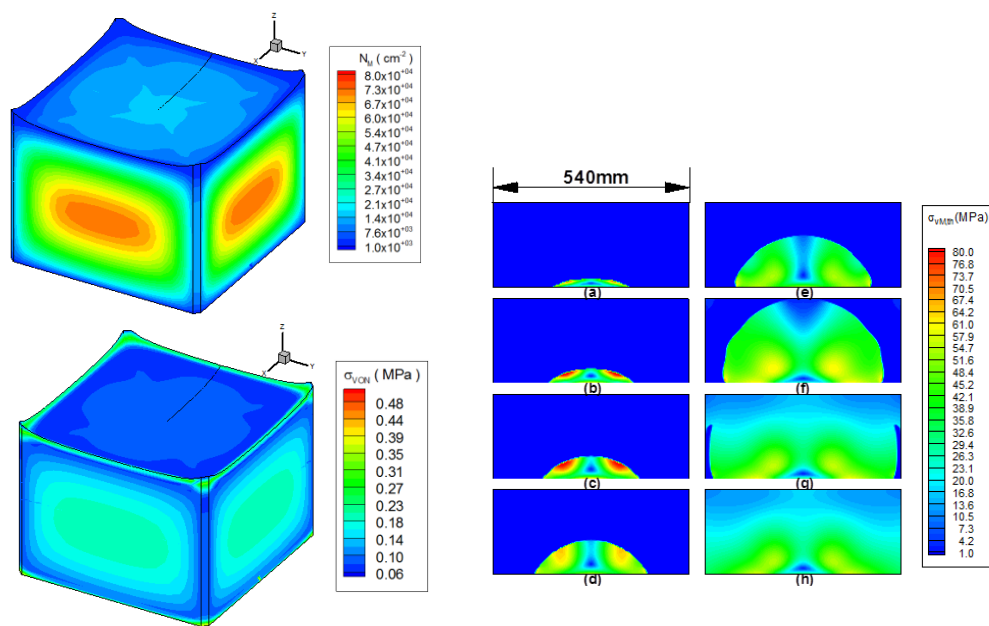 Z
X
Y
N_M ( cm⁻² )
8.0x10⁺⁰⁴
7.3x10⁺⁰⁴
6.7x10⁺⁰⁴
6.0x10⁺⁰⁴
5.4x10⁺⁰⁴
4.7x10⁺⁰⁴
4.1x10⁺⁰⁴
3.4x10⁺⁰⁴
2.7x10⁺⁰⁴
2.1x10⁺⁰⁴
1.4x10⁺⁰⁴
7.6x10⁺⁰³
1.0x10⁺⁰³
Z
X
Y
σ_VON (MPa)
0.48
0.44
0.39
0.35
0.31
0.27
0.23
0.18
0.14
0.10
0.06
540mm
(a)
(b)
(c)
(d)
(e)
(f)
(g)
(h)
σ_VM,th(MPa)
80.0
76.8
73.7
70.5
67.4
64.2
61.0
57.9
54.7
51.6
48.4
45.2
42.1
38.9
35.8
32.6
29.4
26.3
23.1
20.0
16.8
13.6
10.5
7.3
4.2
1.0